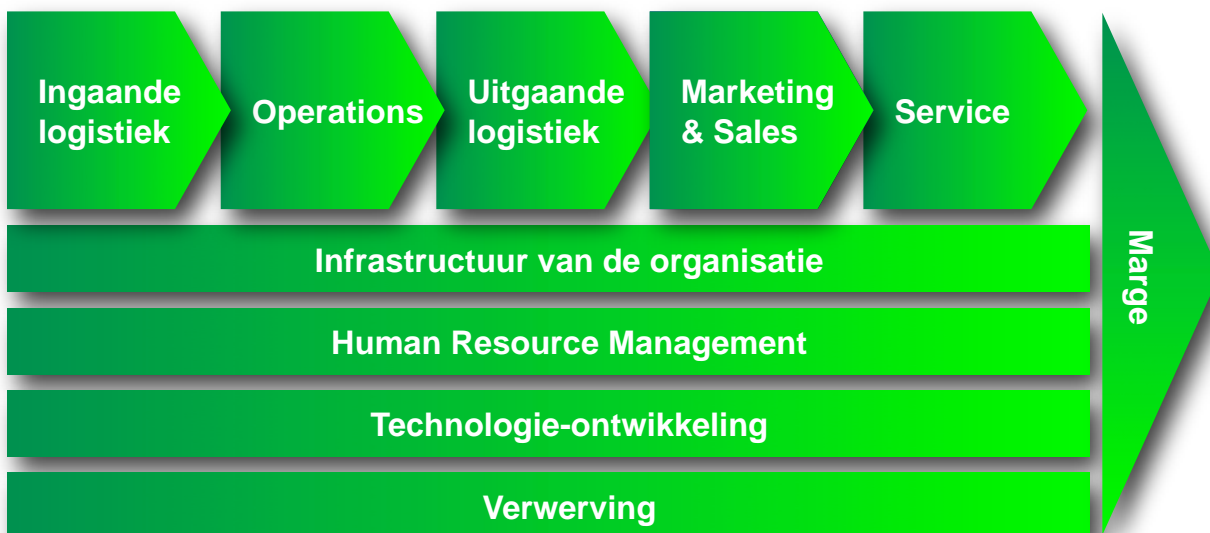 Ingaande
logistiek
Operations
Uitgaande
logistiek
Marketing
& Sales
Service
Infrastructuur van de organisatie
Human Resource Management
Technologie-ontwikkeling
Verwerving
Marge